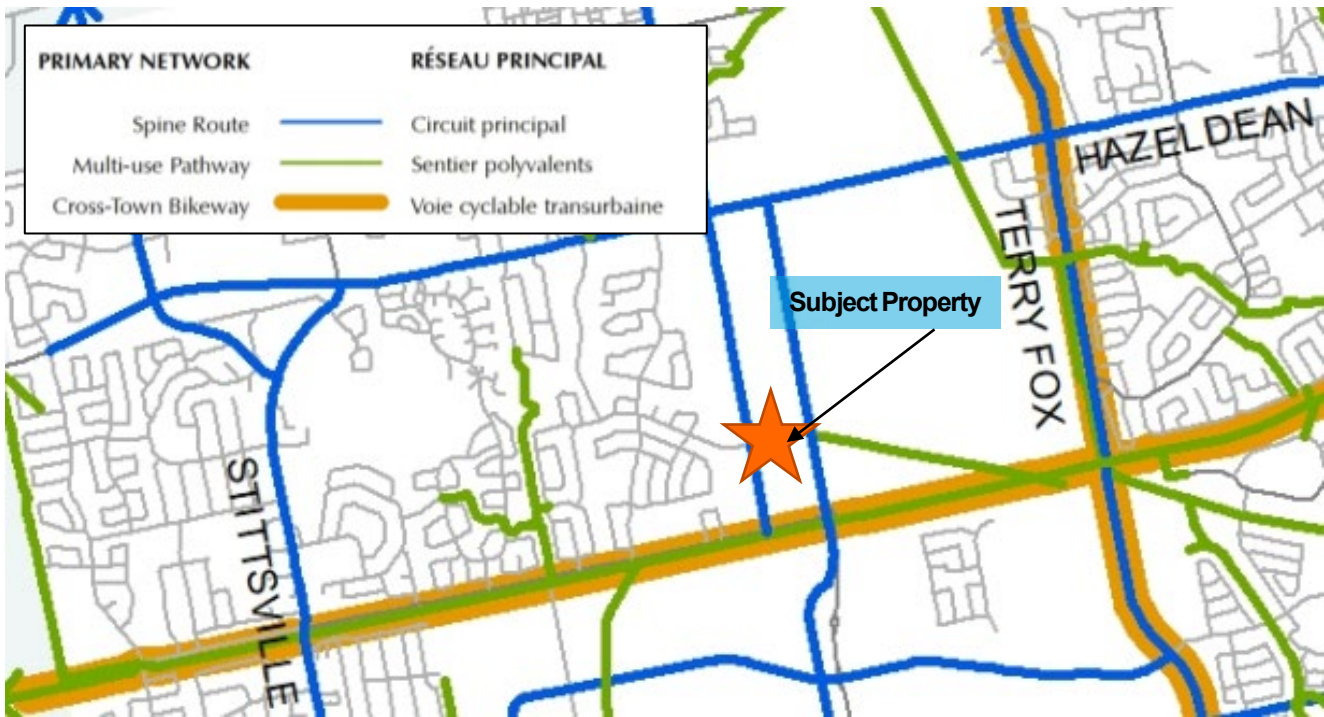 PRIMARY NETWORK RÉSEAU PRINCIPAL
Spine Route Circuit principal
Multi-use Pathway Sentier polyvalents
Cross-Town Bikeway Voie cyclable transurbaine
HAZELDEAN
TERRY FOX
Subject Property
STITTSVILLE